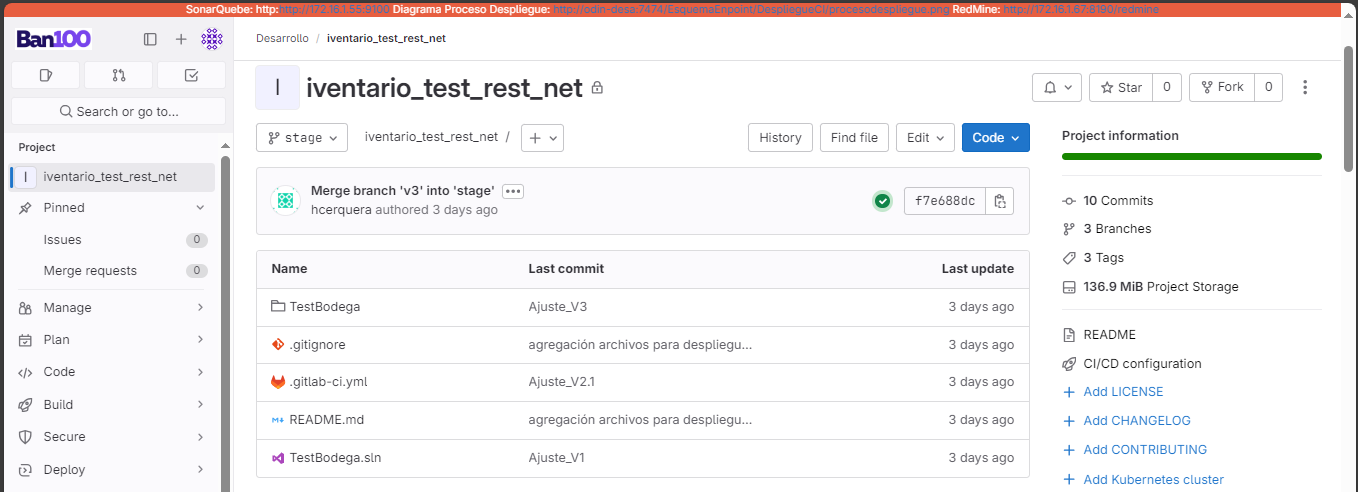 SonarQuebe: http:http://172.16.1.55:9100 Diagrama Proceso Despliegue: http://odin-desa:7474/EsquemaEnpoint/DespliegueCI/procesodespliegue.png RedMine: http://172.16.1.67:8190/redmine
Ban100
Search or go to...
Project
I iventario_test_rest_net
Pinned
Issues 0
Merge requests 0
Manage
Plan
Code
Build
Secure
Deploy
Desarrollo / iventario_test_rest_net
I iventario_test_rest_net
Star 0
Fork 0
stage
iventario_test_rest_net /
History
Find file
Edit
Code
Merge branch 'v3' into 'stage'
hcerquera authored 3 days ago
f7e688dc
Name Last commit Last update
TestBodega Ajuste_V3 3 days ago
.gitignore agregación archivos para despliegu... 3 days ago
.gitlab-ci.yml Ajuste_V2.1 3 days ago
README.md agregación archivos para despliegu... 3 days ago
TestBodega.sln Ajuste_V1 3 days ago
Project information
10 Commits
3 Branches
3 Tags
136.9 MiB Project Storage
README
CI/CD configuration
Add LICENSE
Add CHANGELOG
Add CONTRIBUTING
Add Kubernetes cluster